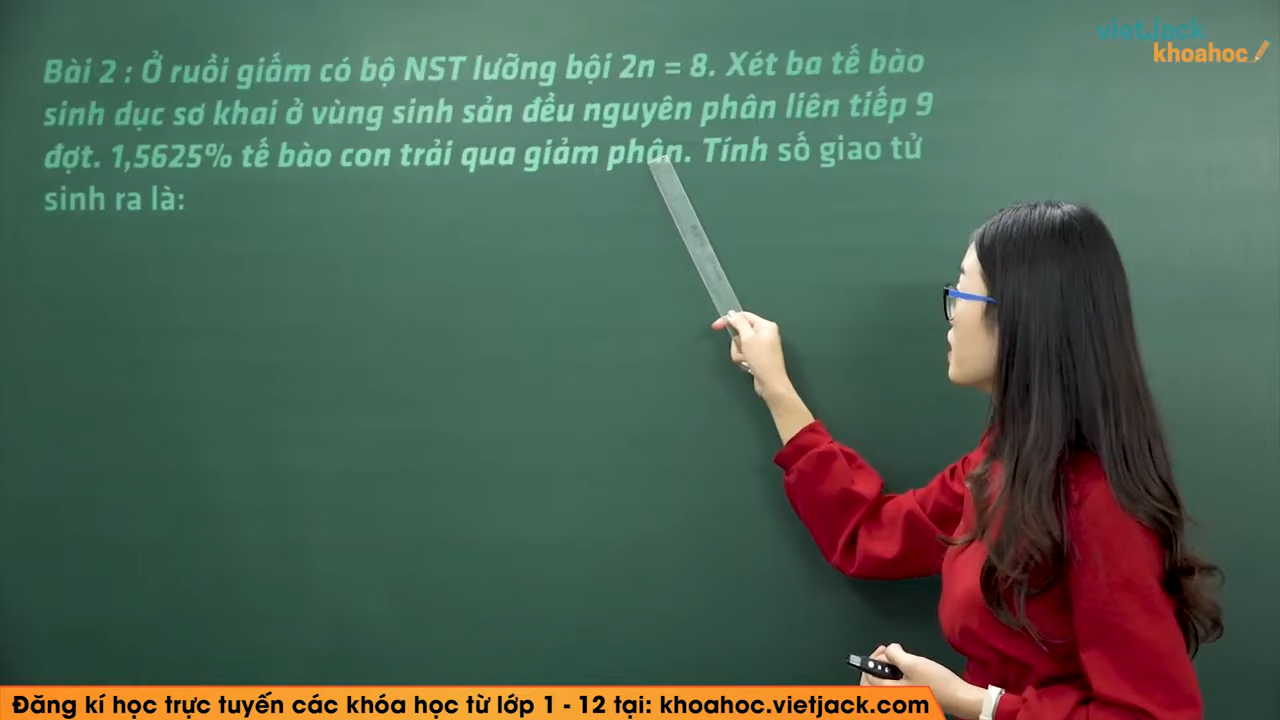 vietjack
khoahoc
Bài 2 : Ở ruồi giấm có bộ NST lưỡng bội 2n = 8. Xét ba tế bào
sinh dục sơ khai ở vùng sinh sản đều nguyên phân liên tiếp 9
đợt. 1,5625% tế bào con trải qua giảm phân. Tính số giao tử
sinh ra là:
Đăng kí học trực tuyến các khóa học từ lớp 1 - 12 tại: khoahoc.vietjack.com